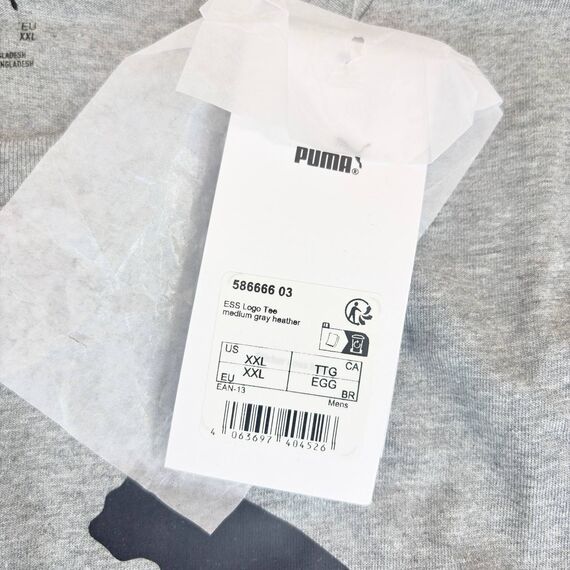 EU
XXL
GLADESH
NGLADESH
PUMA®
586666 03
ESS Logo Tee
medium gray heather
US XXL TTG CA
EU XXL EGG BR
EAN-13 Mens
4 063697 404526